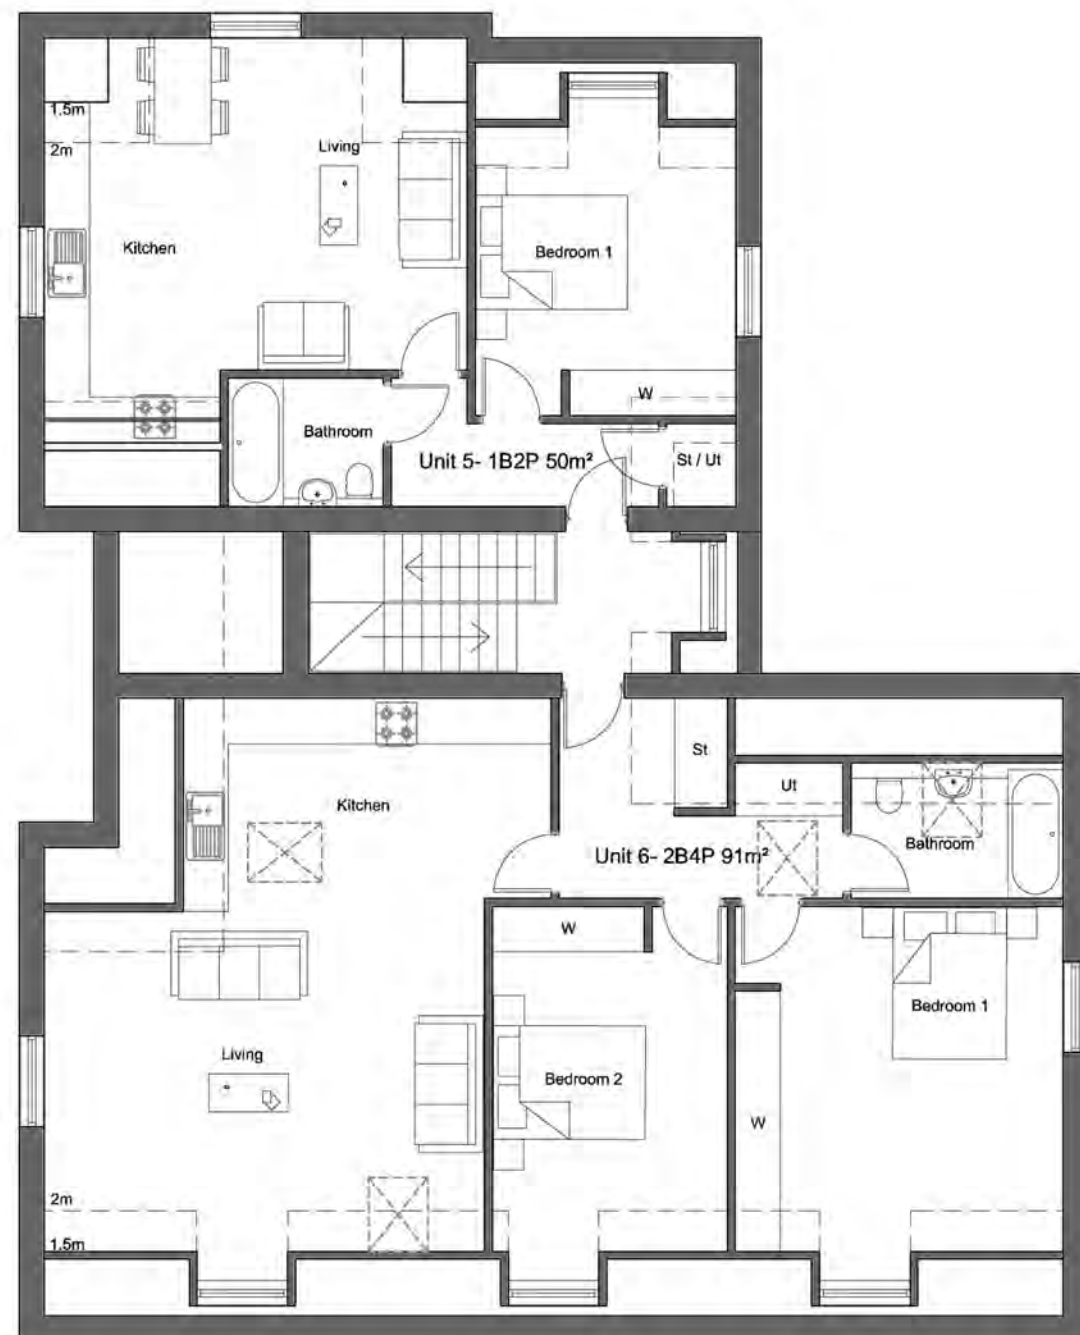 1.5m
2m
Living
Kitchen
Bedroom 1
W
Bathroom
Unit 5- 1B2P 50m²
St / Ut
St
Ut
Kitchen
Unit 6- 2B4P 91m²
Bathroom
W
Bedroom 1
Living
Bedroom 2
W
2m
1.5m